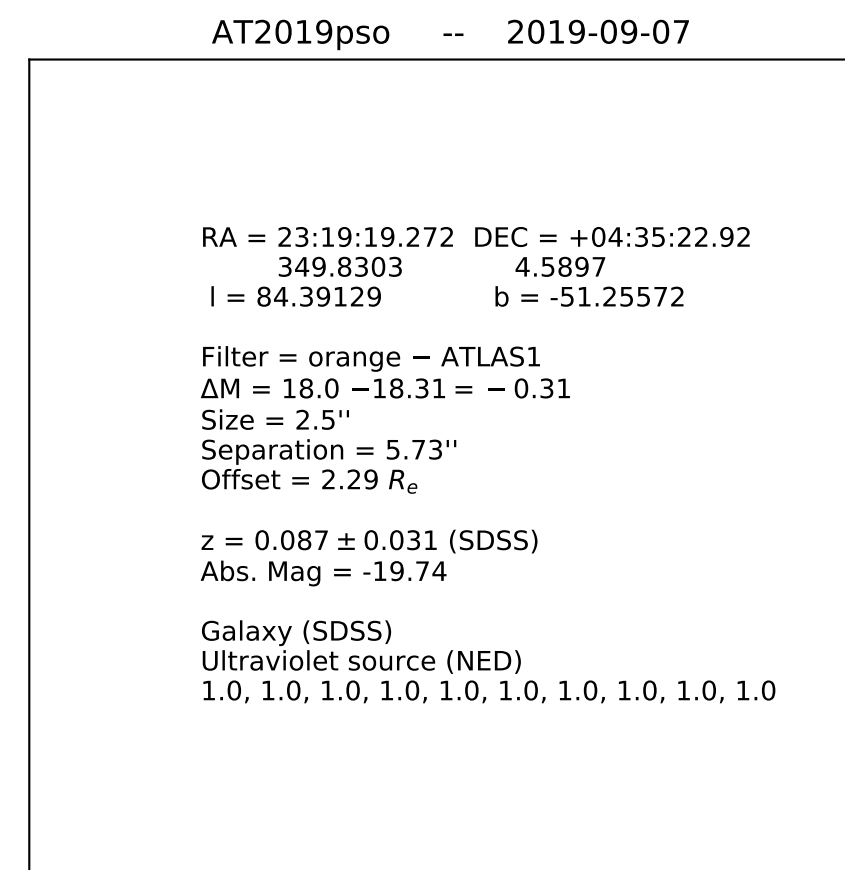 AT2019pso -- 2019-09-07
RA = 23:19:19.272 DEC = +04:35:22.92
349.8303 4.5897
l = 84.39129 b = -51.25572
Filter = orange − ATLAS1
ΔM = 18.0 −18.31 = − 0.31
Size = 2.5''
Separation = 5.73''
Offset = 2.29 Re
z = 0.087 ± 0.031 (SDSS)
Abs. Mag = -19.74
Galaxy (SDSS)
Ultraviolet source (NED)
1.0, 1.0, 1.0, 1.0, 1.0, 1.0, 1.0, 1.0, 1.0, 1.0